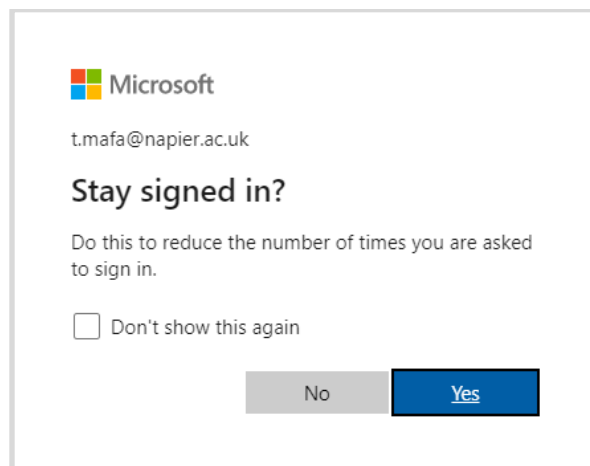 Microsoft
t.mafa@napier.ac.uk
Stay signed in?
Do this to reduce the number of times you are asked
to sign in.
Don't show this again
No Yes